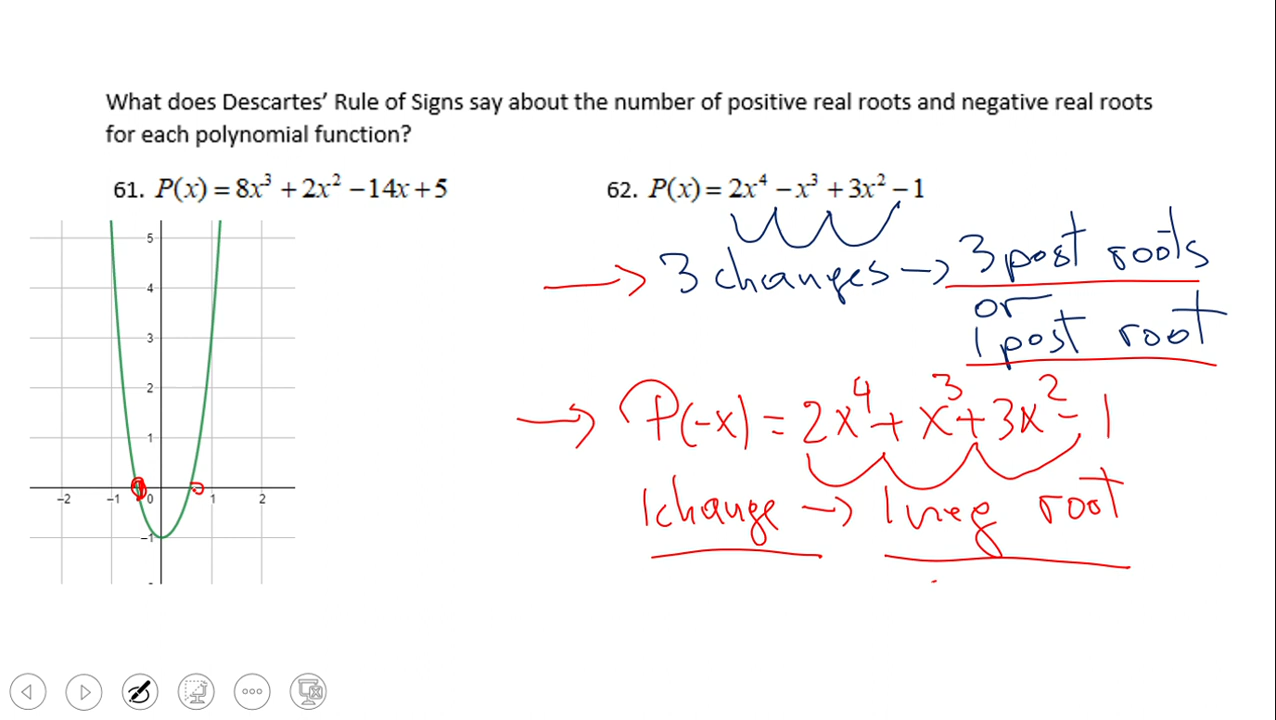 What does Descartes’ Rule of Signs say about the number of positive real roots and negative real roots
for each polynomial function?
61. P(x) = 8x³ + 2x² − 14x + 5
62. P(x) = 2x⁴ − x³ + 3x² − 1
3 changes → 3 post roots
or
1 post root
→ P(-x) = 2x⁴ + x³ + 3x² - 1
1 change → 1 neg root
5
4
3
2
1
-2 -1 0 1 2
-1